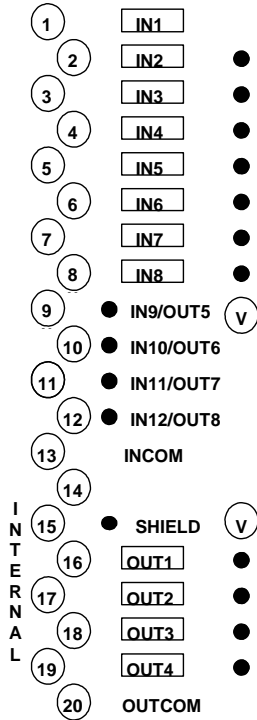 1 IN1
2 IN2
3 IN3
4 IN4
5 IN5
6 IN6
7 IN7
8 IN8
9 IN9/OUT5 V
10 IN10/OUT6
11 IN11/OUT7
12 IN12/OUT8
13 INCOM
14
15 SHIELD V
16 OUT1
17 OUT2
18 OUT3
19 OUT4
20 OUTCOM
INTERNAL